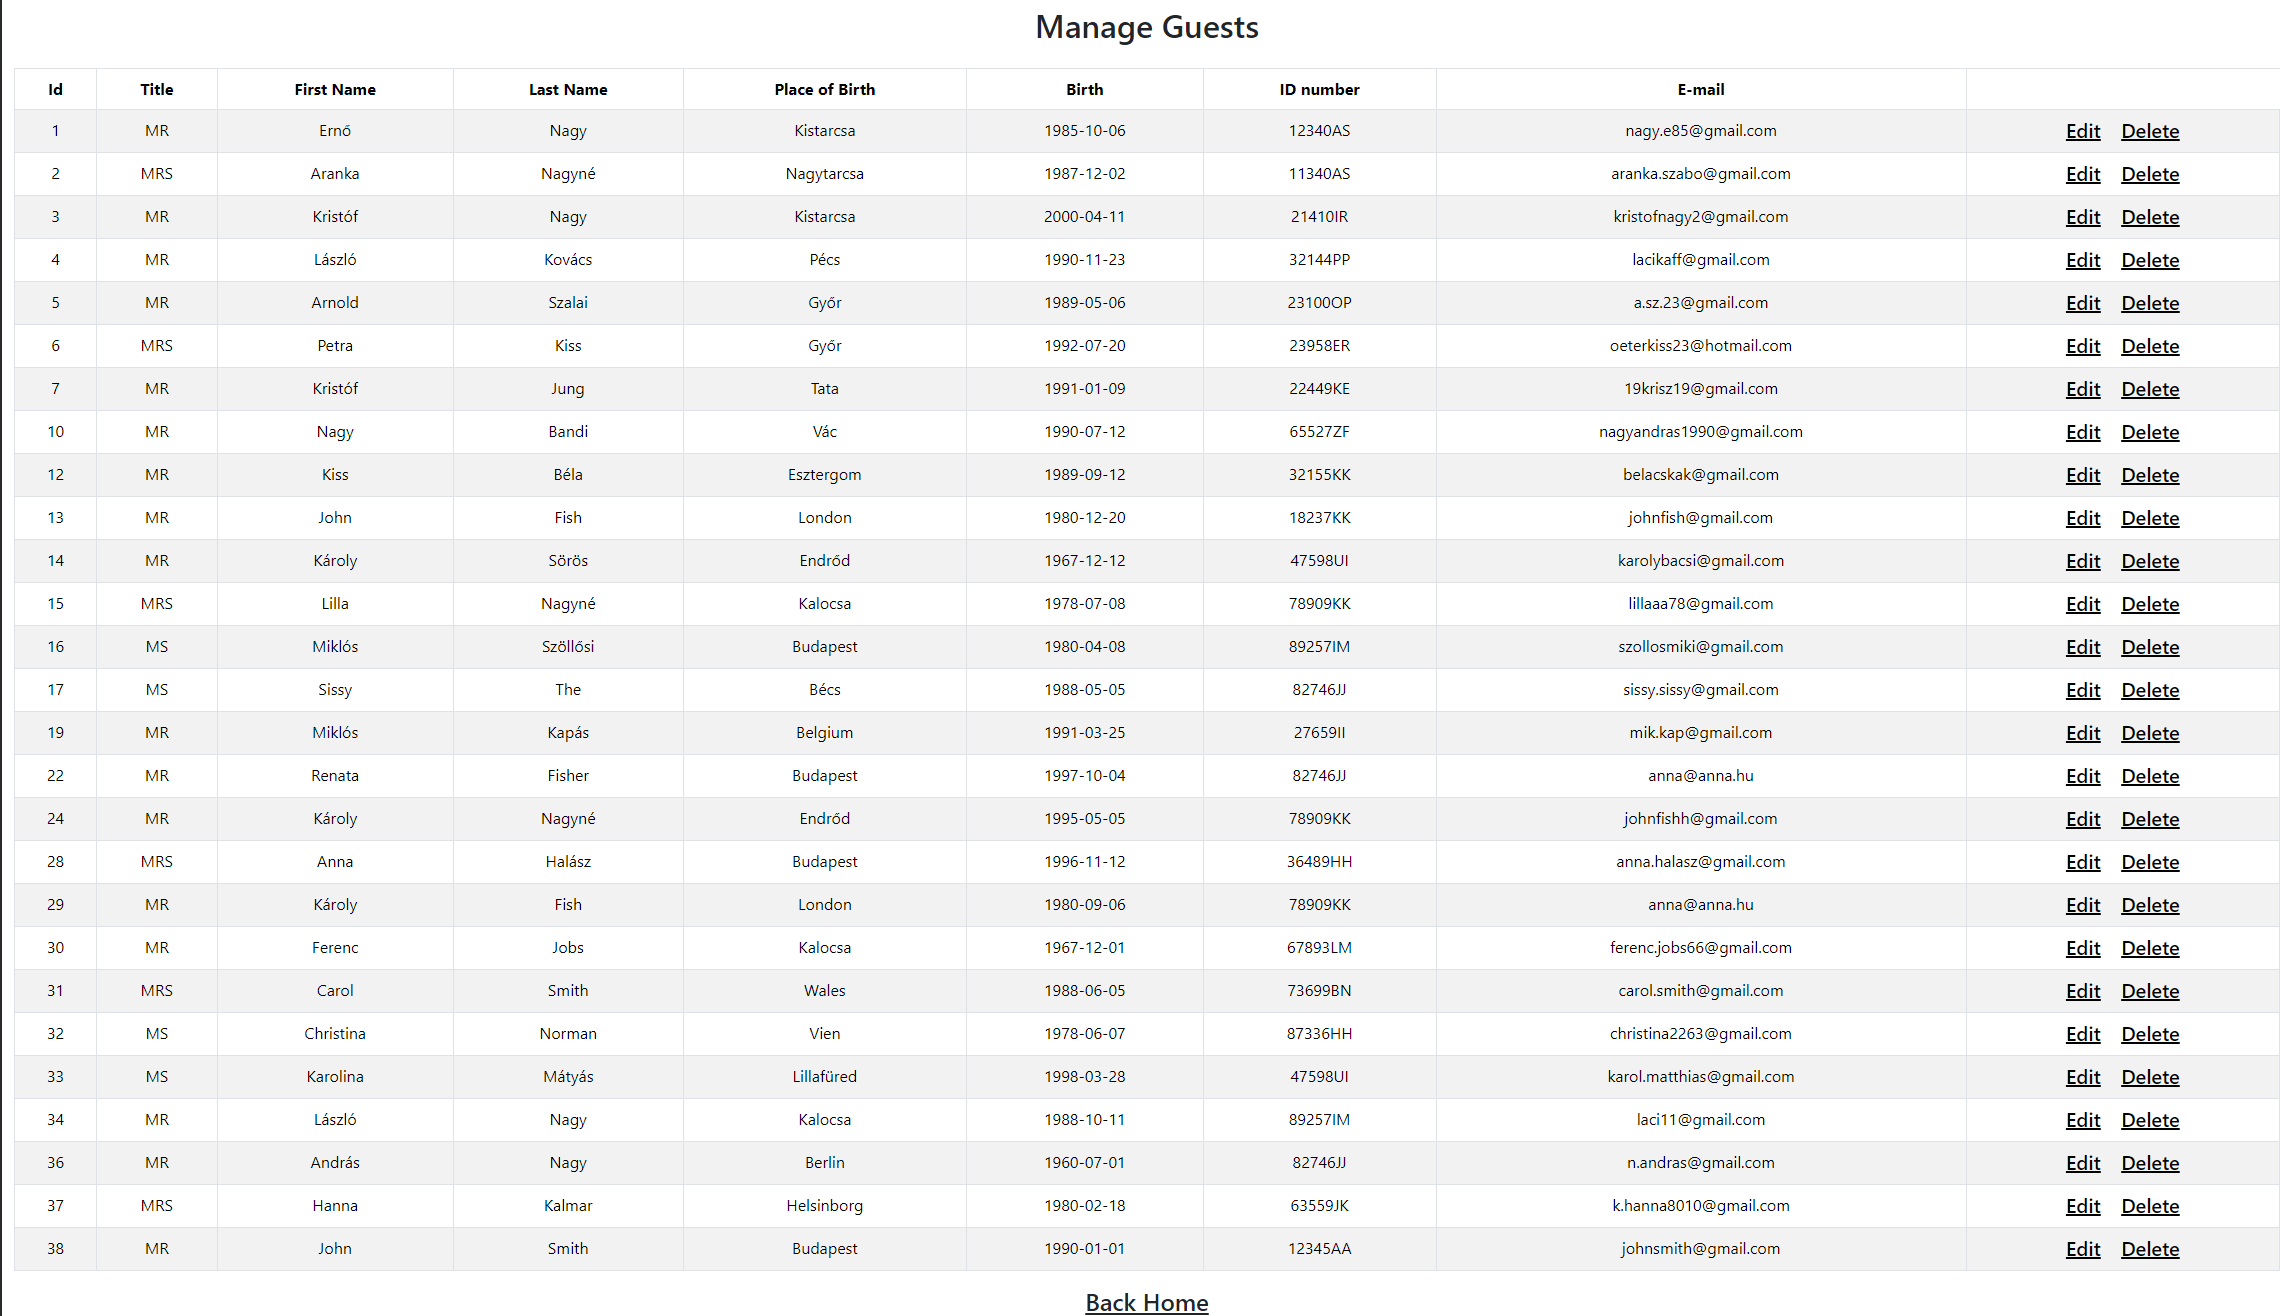 Manage Guests
Id Title First Name Last Name Place of Birth Birth ID number E-mail
1 MR Ernő Nagy Kistarcsa 1985-10-06 12340AS nagy.e85@gmail.com Edit Delete
2 MRS Aranka Nagyné Nagytarcsa 1987-12-02 11340AS aranka.szabo@gmail.com Edit Delete
3 MR Kristóf Nagy Kistarcsa 2000-04-11 21410IR kristofnagy2@gmail.com Edit Delete
4 MR László Kovács Pécs 1990-11-23 32144PP lacikaff@gmail.com Edit Delete
5 MR Arnold Szalai Győr 1989-05-06 23100OP a.sz.23@gmail.com Edit Delete
6 MRS Petra Kiss Győr 1992-07-20 23958ER oeterkiss23@hotmail.com Edit Delete
7 MR Kristóf Jung Tata 1991-01-09 22449KE 19krisz19@gmail.com Edit Delete
10 MR Nagy Bandi Vác 1990-07-12 65527ZF nagyandras1990@gmail.com Edit Delete
12 MR Kiss Béla Esztergom 1989-09-12 32155KK belacskak@gmail.com Edit Delete
13 MR John Fish London 1980-12-20 18237KK johnfish@gmail.com Edit Delete
14 MR Károly Sörös Endrőd 1967-12-12 47598UI karolybacsi@gmail.com Edit Delete
15 MRS Lilla Nagyné Kalocsa 1978-07-08 78909KK lillaaa78@gmail.com Edit Delete
16 MS Miklós Szöllősi Budapest 1980-04-08 89257IM szollosmiki@gmail.com Edit Delete
17 MS Sissy The Bécs 1988-05-05 82746JJ sissy.sissy@gmail.com Edit Delete
19 MR Miklós Kapás Belgium 1991-03-25 27659II mik.kap@gmail.com Edit Delete
22 MR Renata Fisher Budapest 1997-10-04 82746JJ anna@anna.hu Edit Delete
24 MR Károly Nagyné Endrőd 1995-05-05 78909KK johnfishh@gmail.com Edit Delete
28 MRS Anna Halász Budapest 1996-11-12 36489HH anna.halasz@gmail.com Edit Delete
29 MR Károly Fish London 1980-09-06 78909KK anna@anna.hu Edit Delete
30 MR Ferenc Jobs Kalocsa 1967-12-01 67893LM ferenc.jobs66@gmail.com Edit Delete
31 MRS Carol Smith Wales 1988-06-05 73699BN carol.smith@gmail.com Edit Delete
32 MS Christina Norman Vien 1978-06-07 87336HH christina2263@gmail.com Edit Delete
33 MS Karolina Mátyás Lillafüred 1998-03-28 47598UI karol.matthias@gmail.com Edit Delete
34 MR László Nagy Kalocsa 1988-10-11 89257IM laci11@gmail.com Edit Delete
36 MR András Nagy Berlin 1960-07-01 82746JJ n.andras@gmail.com Edit Delete
37 MRS Hanna Kalmar Helsinborg 1980-02-18 63559JK k.hanna8010@gmail.com Edit Delete
38 MR John Smith Budapest 1990-01-01 12345AA johnsmith@gmail.com Edit Delete
Back Home